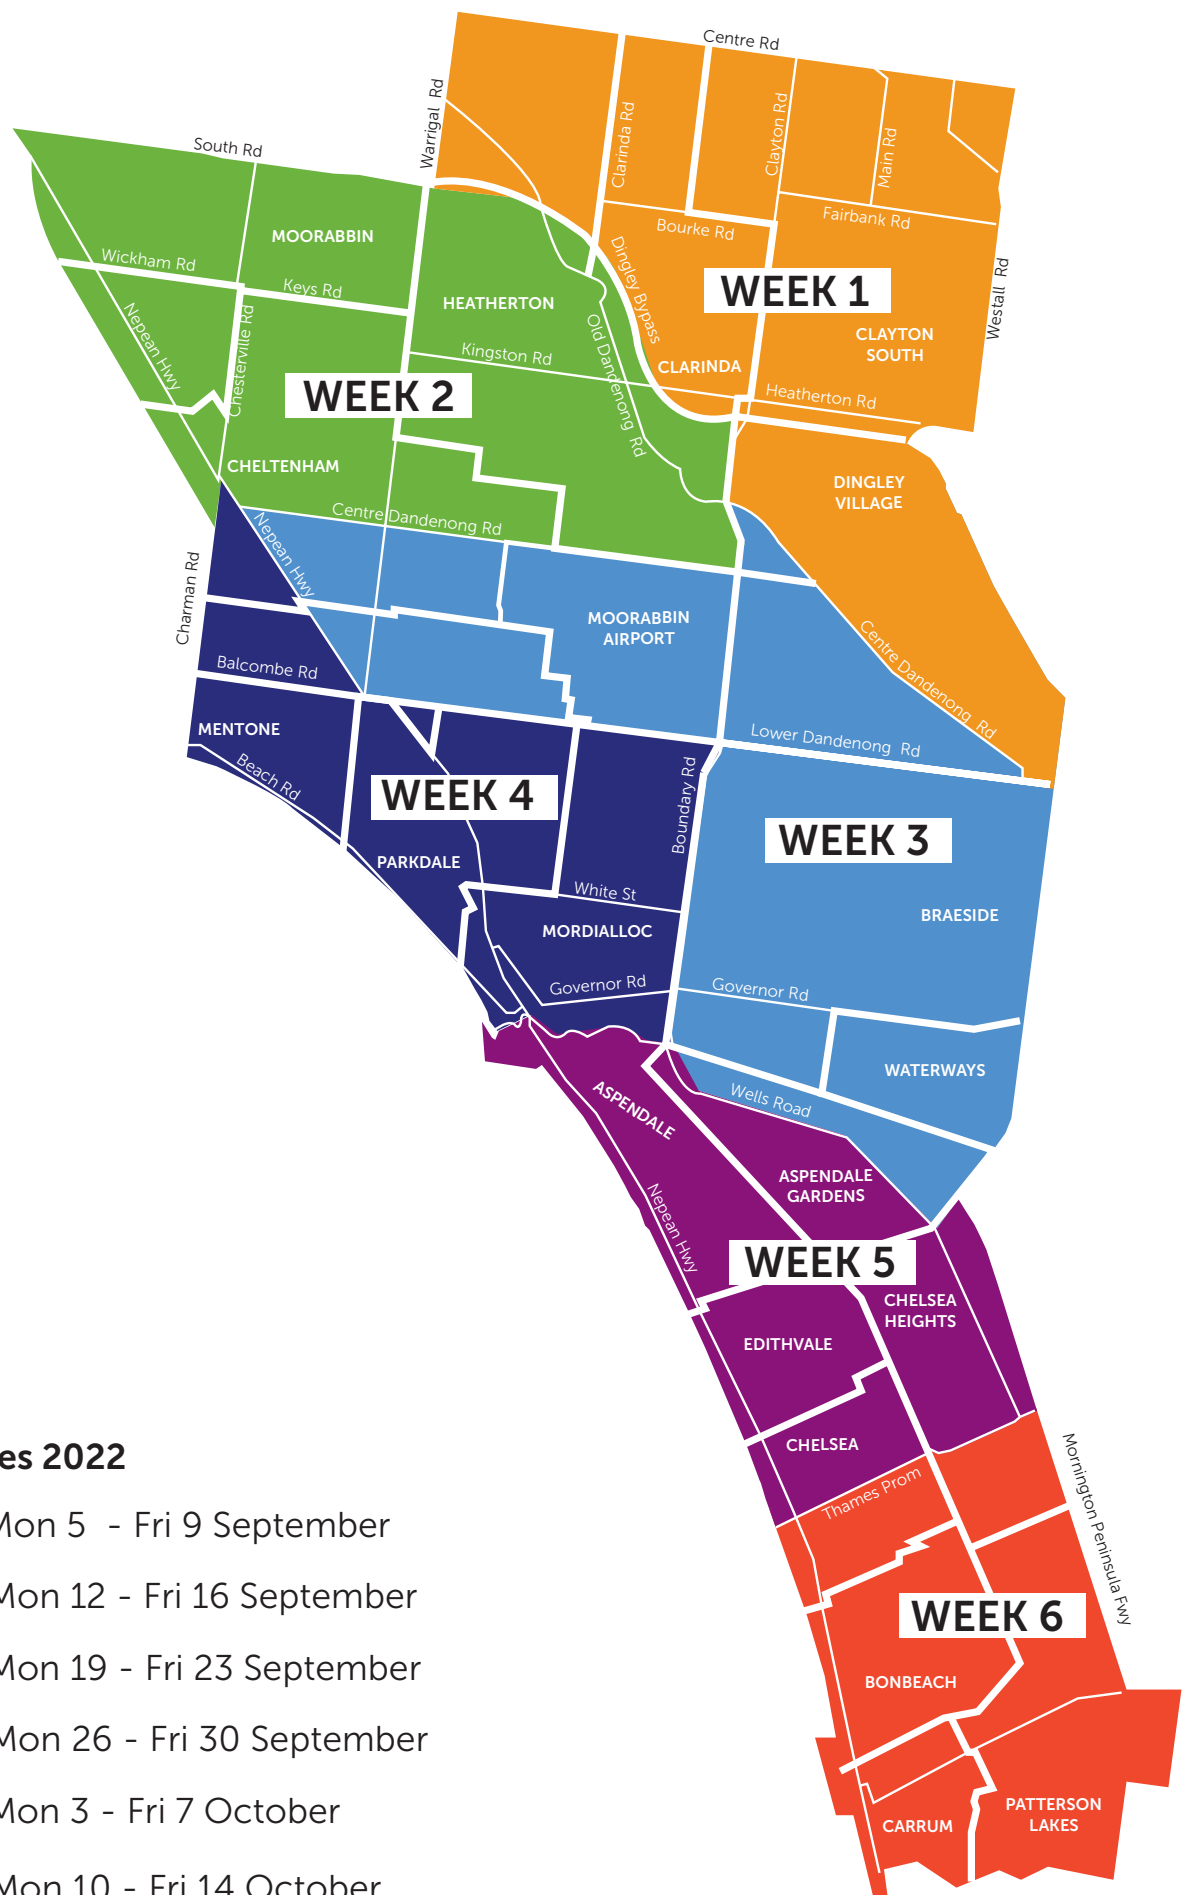 Centre Rd
Warrigal Rd
Clarinda Rd
Clayton Rd
Main Rd
South Rd
Bourke Rd
Fairbank Rd
MOORABBIN
Wickham Rd
Keys Rd
HEATHERTON
Dingley Bypass
WEEK 1
Westall Rd
Nepean Hwy
Chesterville Rd
Kingston Rd
Old Dandenong Rd
CLARINDA
CLAYTON
SOUTH
Heatherton Rd
WEEK 2
CHELTENHAM
DINGLEY
VILLAGE
Centre Dandenong Rd
Nepean Hwy
Charman Rd
MOORABBIN
AIRPORT
Centre Dandenong Rd
Balcombe Rd
MENTONE
Lower Dandenong Rd
Beach Rd
WEEK 4
Boundary Rd
WEEK 3
PARKDALE
White St
BRAESIDE
MORDIALLOC
Governor Rd
Governor Rd
WATERWAYS
Wells Road
ASPENDALE
ASPENDALE
GARDENS
Nepean Hwy
WEEK 5
CHELSEA
HEIGHTS
EDITHVALE
CHELSEA
Thames Prom
Mornington Peninsula Fwy
WEEK 6
BONBEACH
PATTERSON
LAKES
CARRUM
es 2022
Mon 5 - Fri 9 September
Mon 12 - Fri 16 September
Mon 19 - Fri 23 September
Mon 26 - Fri 30 September
Mon 3 - Fri 7 October
Mon 10 - Fri 14 October